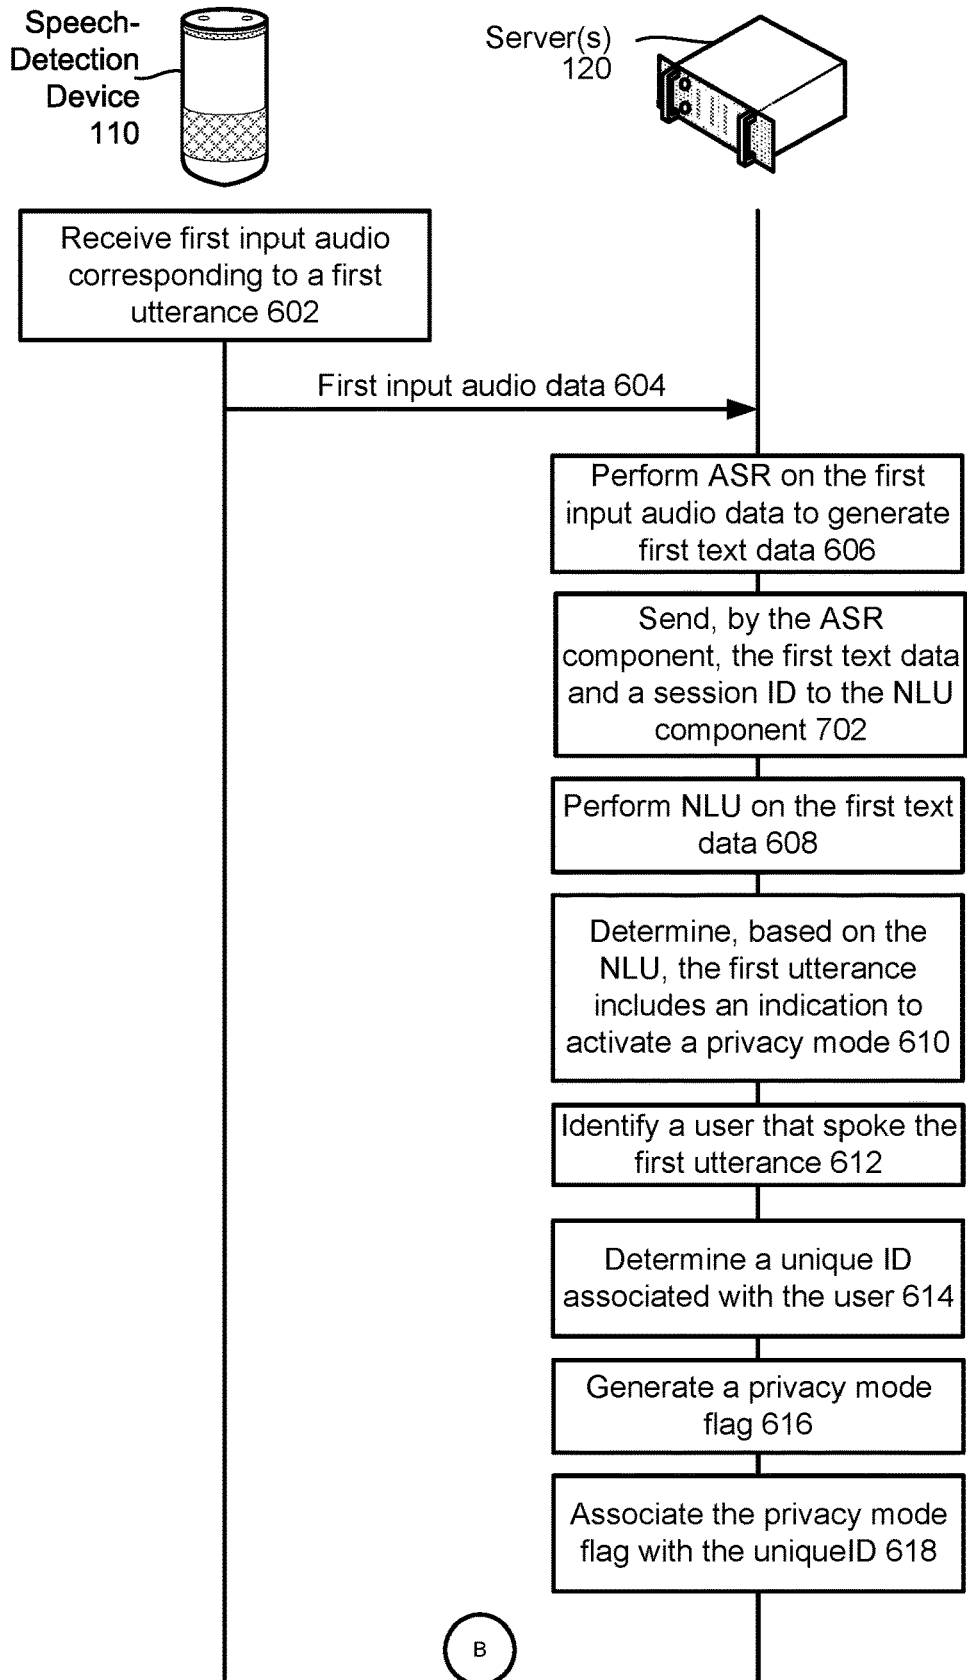 Speech-
Detection
Device
110
Server(s)
120
Receive first input audio
corresponding to a first
utterance 602
First input audio data 604
Perform ASR on the first
input audio data to generate
first text data 606
Send, by the ASR
component, the first text data
and a session ID to the NLU
component 702
Perform NLU on the first text
data 608
Determine, based on the
NLU, the first utterance
includes an indication to
activate a privacy mode 610
Identify a user that spoke the
first utterance 612
Determine a unique ID
associated with the user 614
Generate a privacy mode
flag 616
Associate the privacy mode
flag with the uniqueID 618
B